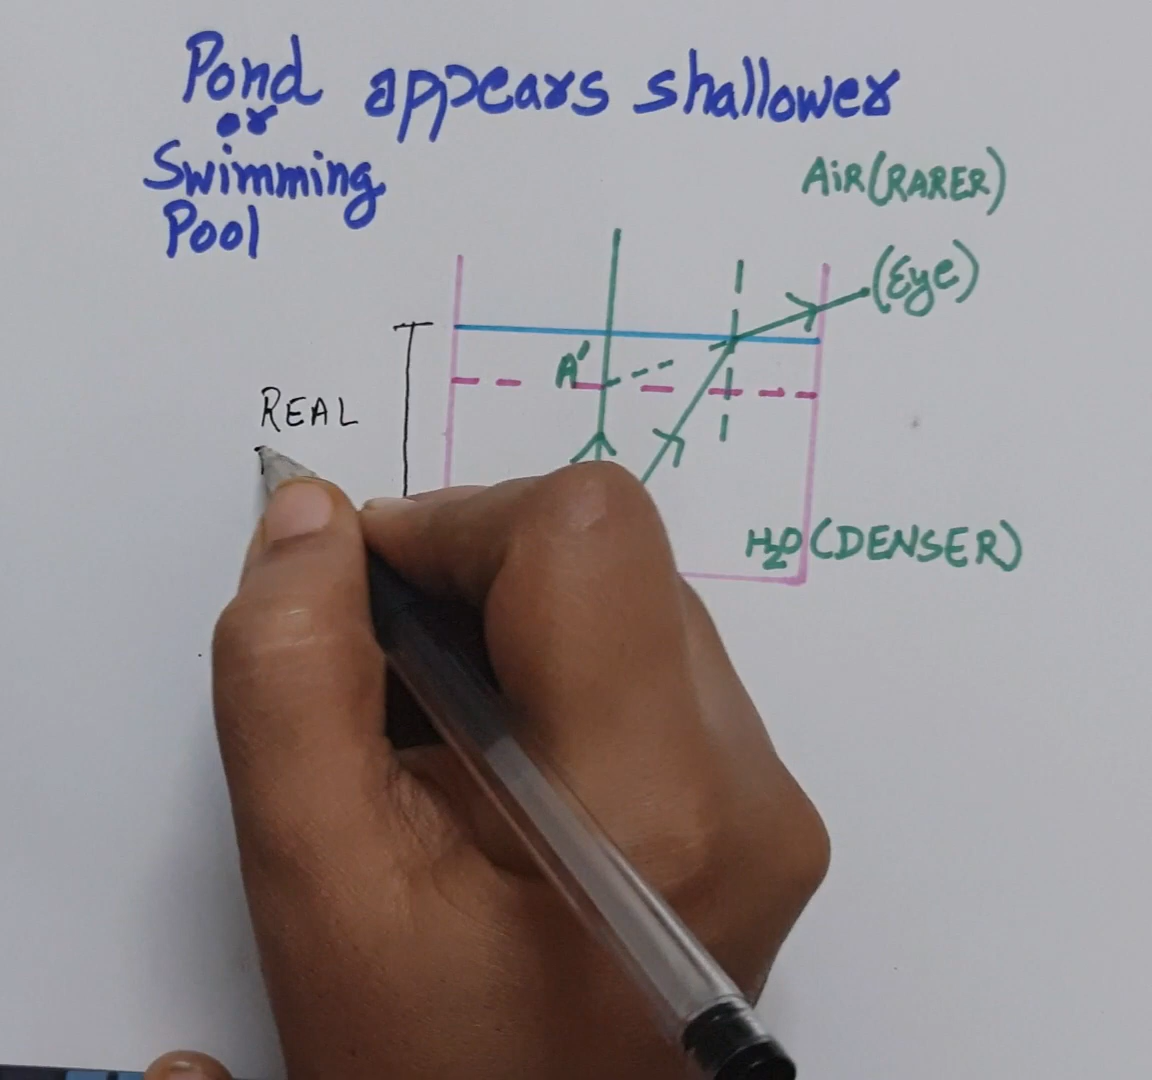 Pond appears shallower
or
Swimming
Pool
AiR (RARER)
(Eye)
A'
REAL
H2O (DENSER)